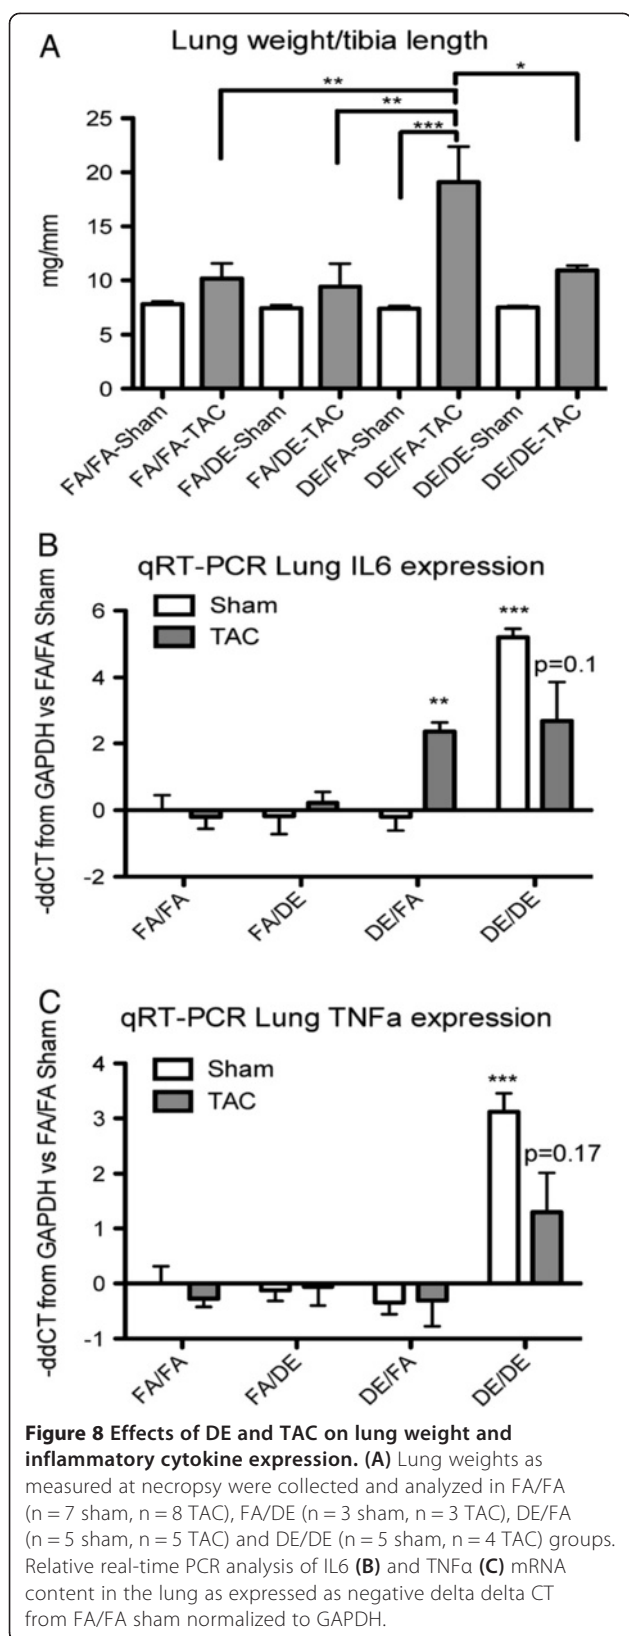 A
Lung weight/tibia length
*
**
**
***
25
20
15
10
5
0
mg/mm
FA/FA-Sham
FA/FA-TAC
FA/DE-Sham
FA/DE-TAC
DE/FA-Sham
DE/FA-TAC
DE/DE-Sham
DE/DE-TAC
B
qRT-PCR Lung IL6 expression
-ddCT from GAPDH vs FA/FA Sham
6
4
2
0
-2
Sham
TAC
**
***
p=0.1
FA/FA
FA/DE
DE/FA
DE/DE
C
qRT-PCR Lung TNFa expression
-ddCT from GAPDH vs FA/FA Sham
4
3
2
1
0
-1
Sham
TAC
***
p=0.17
FA/FA
FA/DE
DE/FA
DE/DE
Figure 8 Effects of DE and TAC on lung weight and
inflammatory cytokine expression. (A) Lung weights as
measured at necropsy were collected and analyzed in FA/FA
(n = 7 sham, n = 8 TAC), FA/DE (n = 3 sham, n = 3 TAC), DE/FA
(n = 5 sham, n = 5 TAC) and DE/DE (n = 5 sham, n = 4 TAC) groups.
Relative real-time PCR analysis of IL6 (B) and TNFα (C) mRNA
content in the lung as expressed as negative delta delta CT
from FA/FA sham normalized to GAPDH.